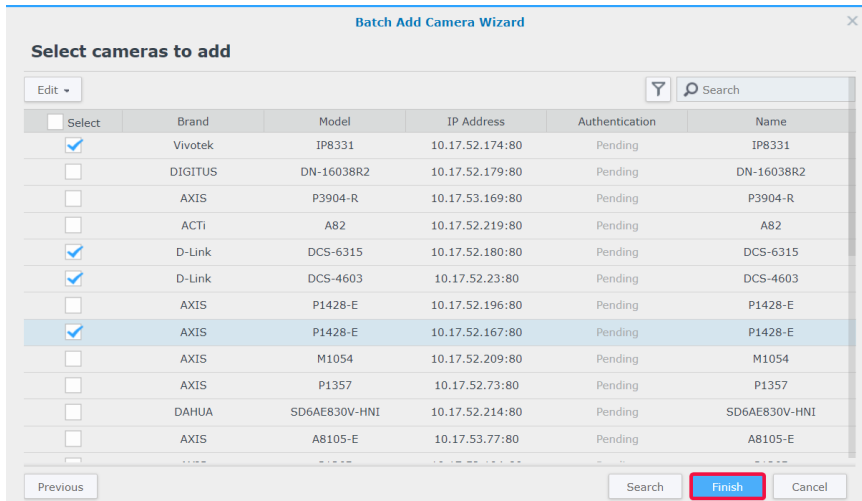 Batch Add Camera Wizard
Select cameras to add
Edit Search
Select Brand Model IP Address Authentication Name
Vivotek IP8331 10.17.52.174:80 Pending IP8331
DIGITUS DN-16038R2 10.17.52.179:80 Pending DN-16038R2
AXIS P3904-R 10.17.53.169:80 Pending P3904-R
ACTi A82 10.17.52.219:80 Pending A82
D-Link DCS-6315 10.17.52.180:80 Pending DCS-6315
D-Link DCS-4603 10.17.52.23:80 Pending DCS-4603
AXIS P1428-E 10.17.52.196:80 Pending P1428-E
AXIS P1428-E 10.17.52.167:80 Pending P1428-E
AXIS M1054 10.17.52.209:80 Pending M1054
AXIS P1357 10.17.52.73:80 Pending P1357
DAHUA SD6AE830V-HNI 10.17.52.214:80 Pending SD6AE830V-HNI
AXIS A8105-E 10.17.53.77:80 Pending A8105-E
Previous Search Finish Cancel